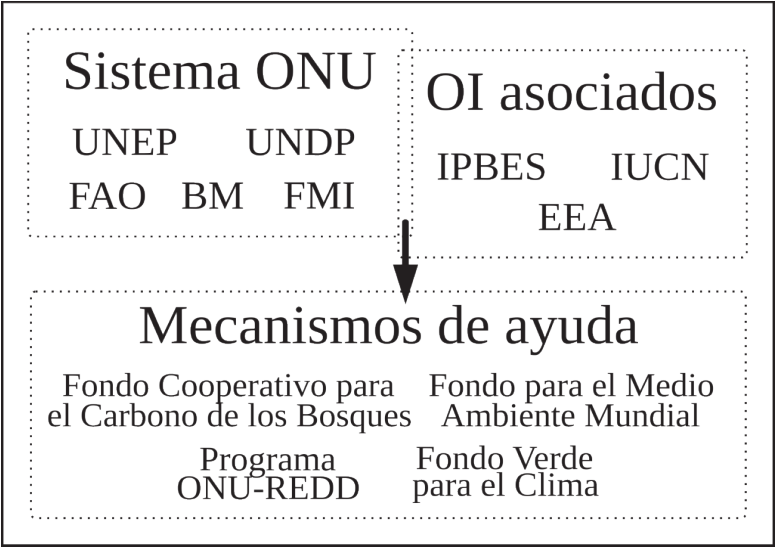 Sistema ONU
UNEP UNDP
FAO BM FMI
OI asociados
IPBES IUCN
EEA
Mecanismos de ayuda
Fondo Cooperativo para
el Carbono de los Bosques
Fondo para el Medio
Ambiente Mundial
Programa
ONU-REDD
Fondo Verde
para el Clima